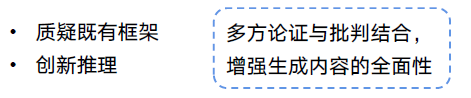 • 质疑既有框架
• 创新推理
多方论证与批判结合，
增强生成内容的全面性